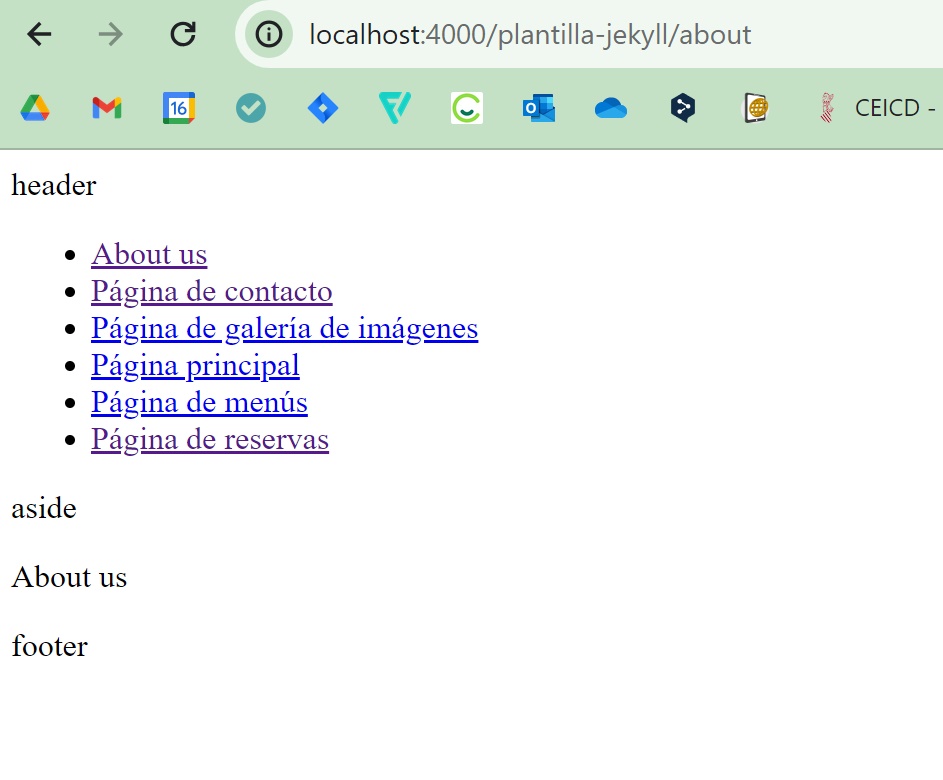 localhost:4000/plantilla-jekyll/about
16
CEICD -
header
About us
Página de contacto
Página de galería de imágenes
Página principal
Página de menús
Página de reservas
aside
About us
footer